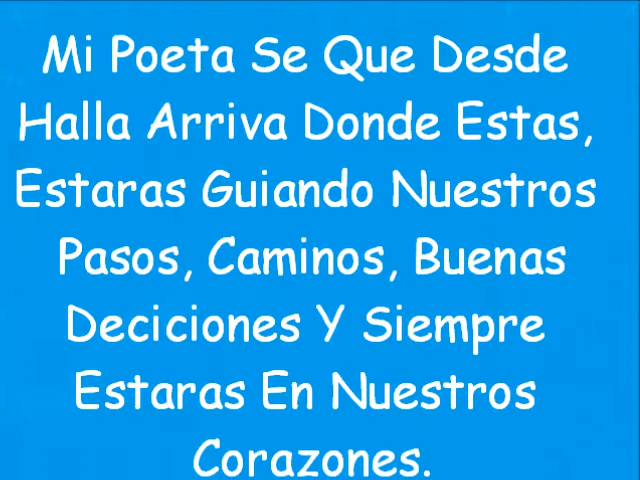 Mi Poeta Se Que Desde
Halla Arriva Donde Estas,
Estaras Guiando Nuestros
Pasos, Caminos, Buenas
Deciciones Y Siempre
Estaras En Nuestros
Corazones.